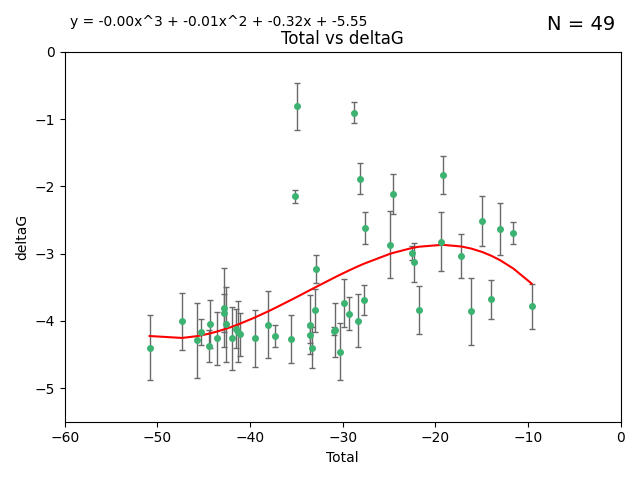 y = -0.00x^3 + -0.01x^2 + -0.32x + -5.55
N = 49
Total vs deltaG
0
−1
−2
−3
−4
−5
deltaG
−60 −50 −40 −30 −20 −10 0
Total